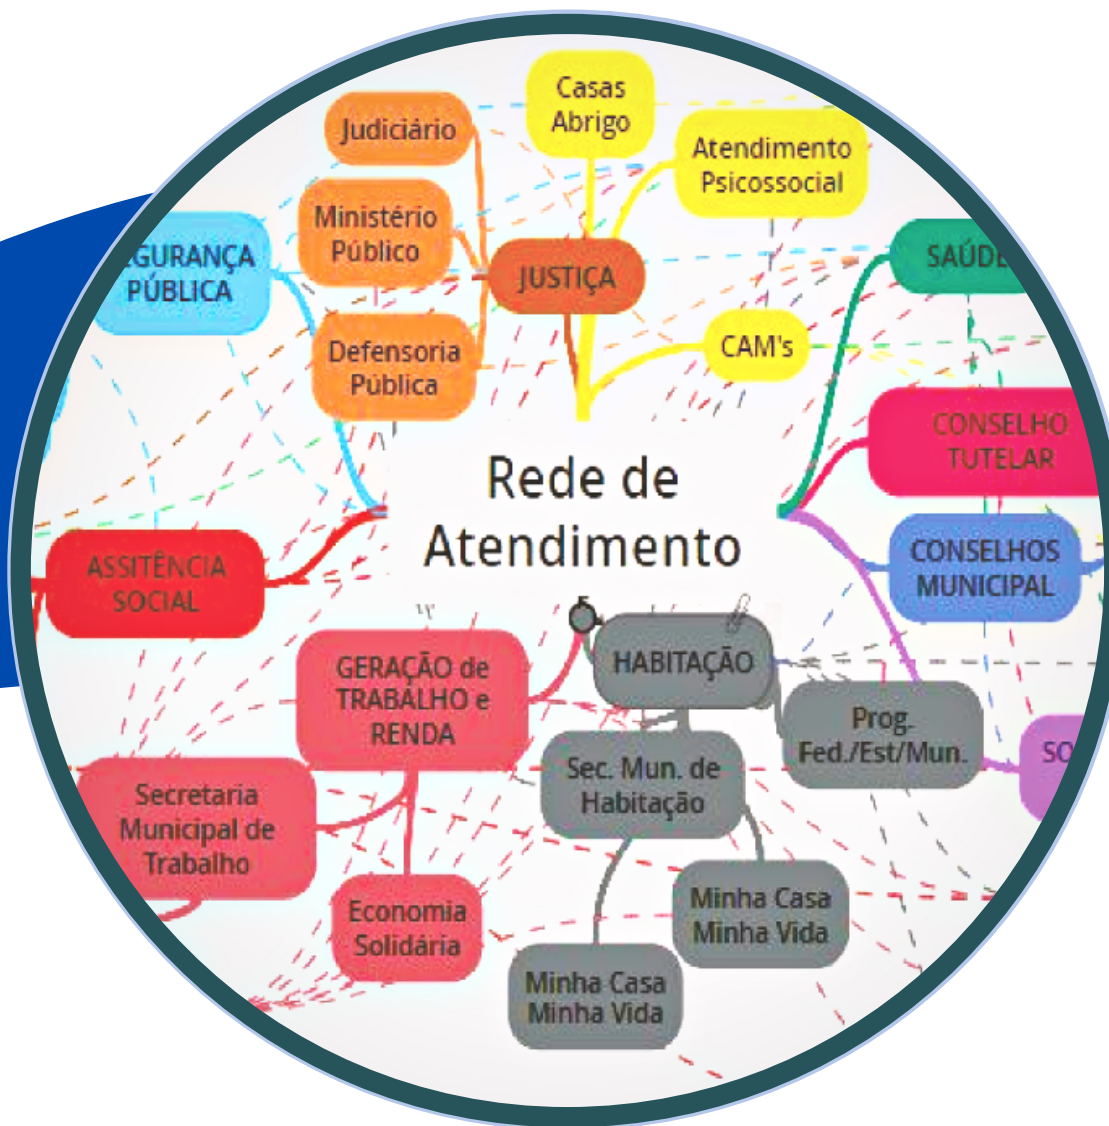 Casas
Abrigo
Judiciário
Atendimento
Psicossocial
Ministério
Público
GURANÇA
PÚBLICA
JUSTIÇA
SAÚDE
Defensoria
Pública
CAM's
CONSELHO
TUTELAR
Rede de
Atendimento
ASSITÊNCIA
SOCIAL
CONSELHOS
MUNICIPAL
GERAÇÃO de
TRABALHO e
RENDA
HABITAÇÃO
Prog.
Fed./Est/Mun.
SO
Sec. Mun. de
Habitação
Secretaria
Municipal de
Trabalho
Economia
Solidária
Minha Casa
Minha Vida
Minha Casa
Minha Vida